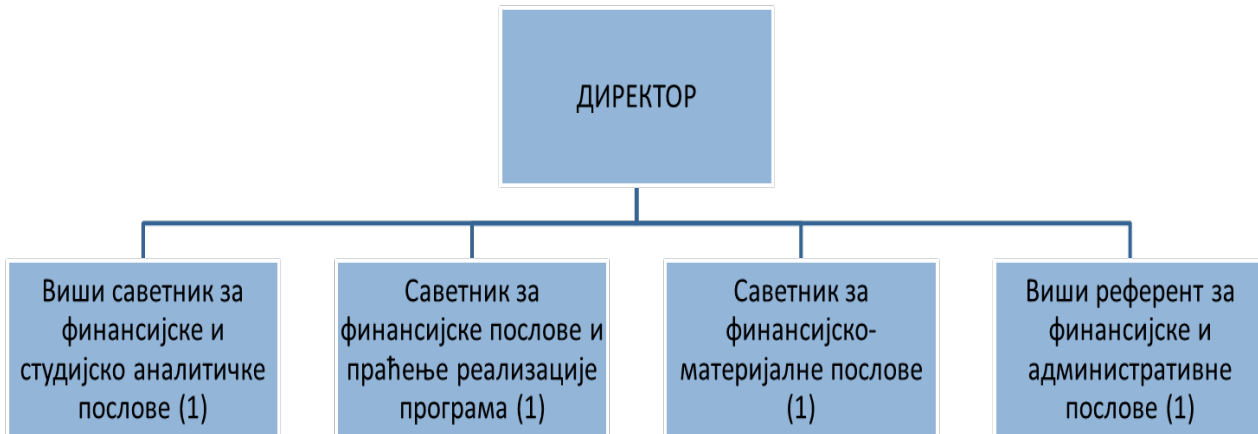 ДИРЕКТОР
Виши саветник за
финансијске и
студијско аналитичке
послове (1)
Саветник за
финансијске послове и
праћење реализације
програма (1)
Саветник за
финансијско-
материјалне послове
(1)
Виши референт за
финансијске и
административне
послове (1)